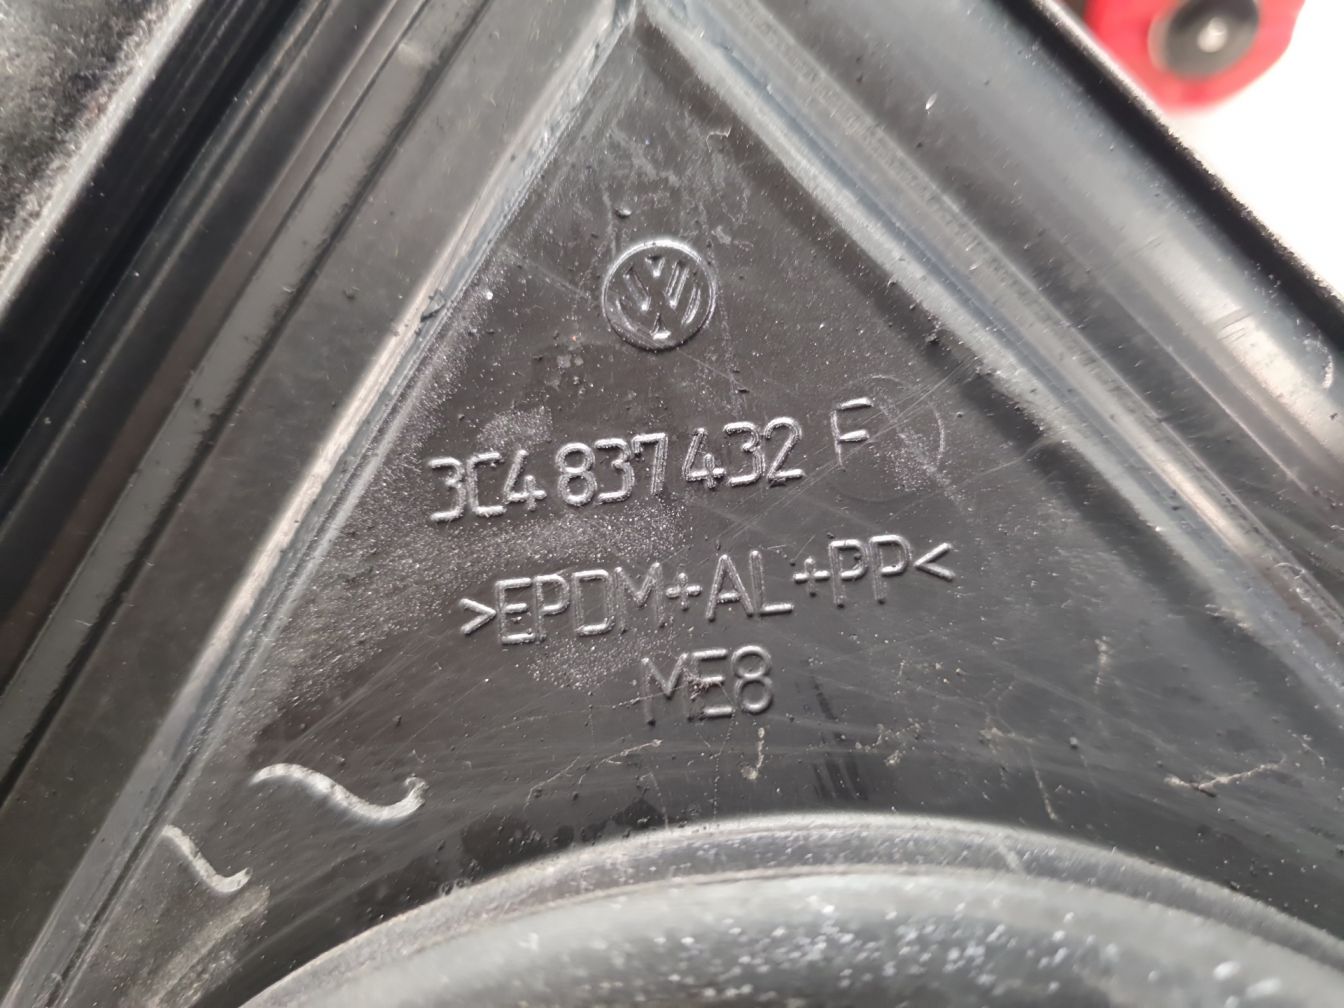 3C4 837 432 F
>EPDM+AL+PP<
ME8